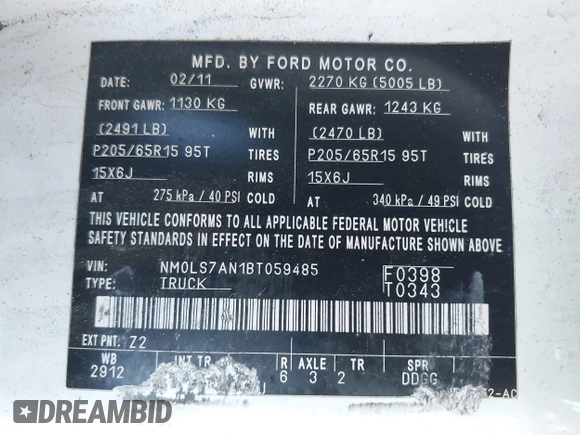 MFD. BY FORD MOTOR CO.
DATE: 02/11 GVWR: 2270 KG (5005 LB)
FRONT GAWR: 1130 KG REAR GAWR: 1243 KG
(2491 LB) WITH (2470 LB) WITH
P205/65R15 95T TIRES P205/65R15 95T TIRES
15X6J RIMS 15X6J RIMS
AT 275 kPa / 40 PSI COLD AT 340 kPa / 49 PSI COLD
THIS VEHICLE CONFORMS TO ALL APPLICABLE FEDERAL MOTOR VEHICLE
SAFETY STANDARDS IN EFFECT ON THE DATE OF MANUFACTURE SHOWN ABOVE
VIN: NM0LS7AN1BT059485 F0398
TYPE: TRUCK T0343
EXT PNT: Z2
WB INT TR R AXLE TR SPR
2912 J 6 3 2 DDGG
DREAMBID